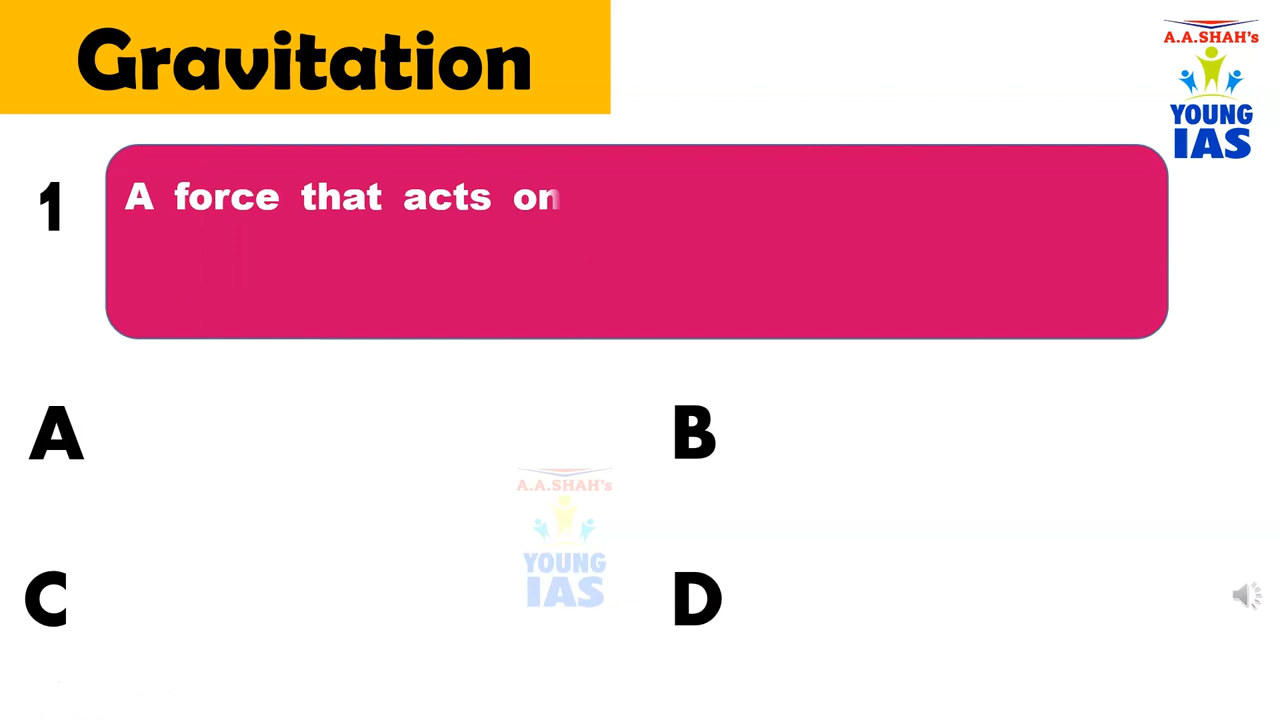 Gravitation
A.A.SHAH's
YOUNG
IAS
1
A force that acts on
A
B
A.A.SHAH's
YOUNG
IAS
C
D